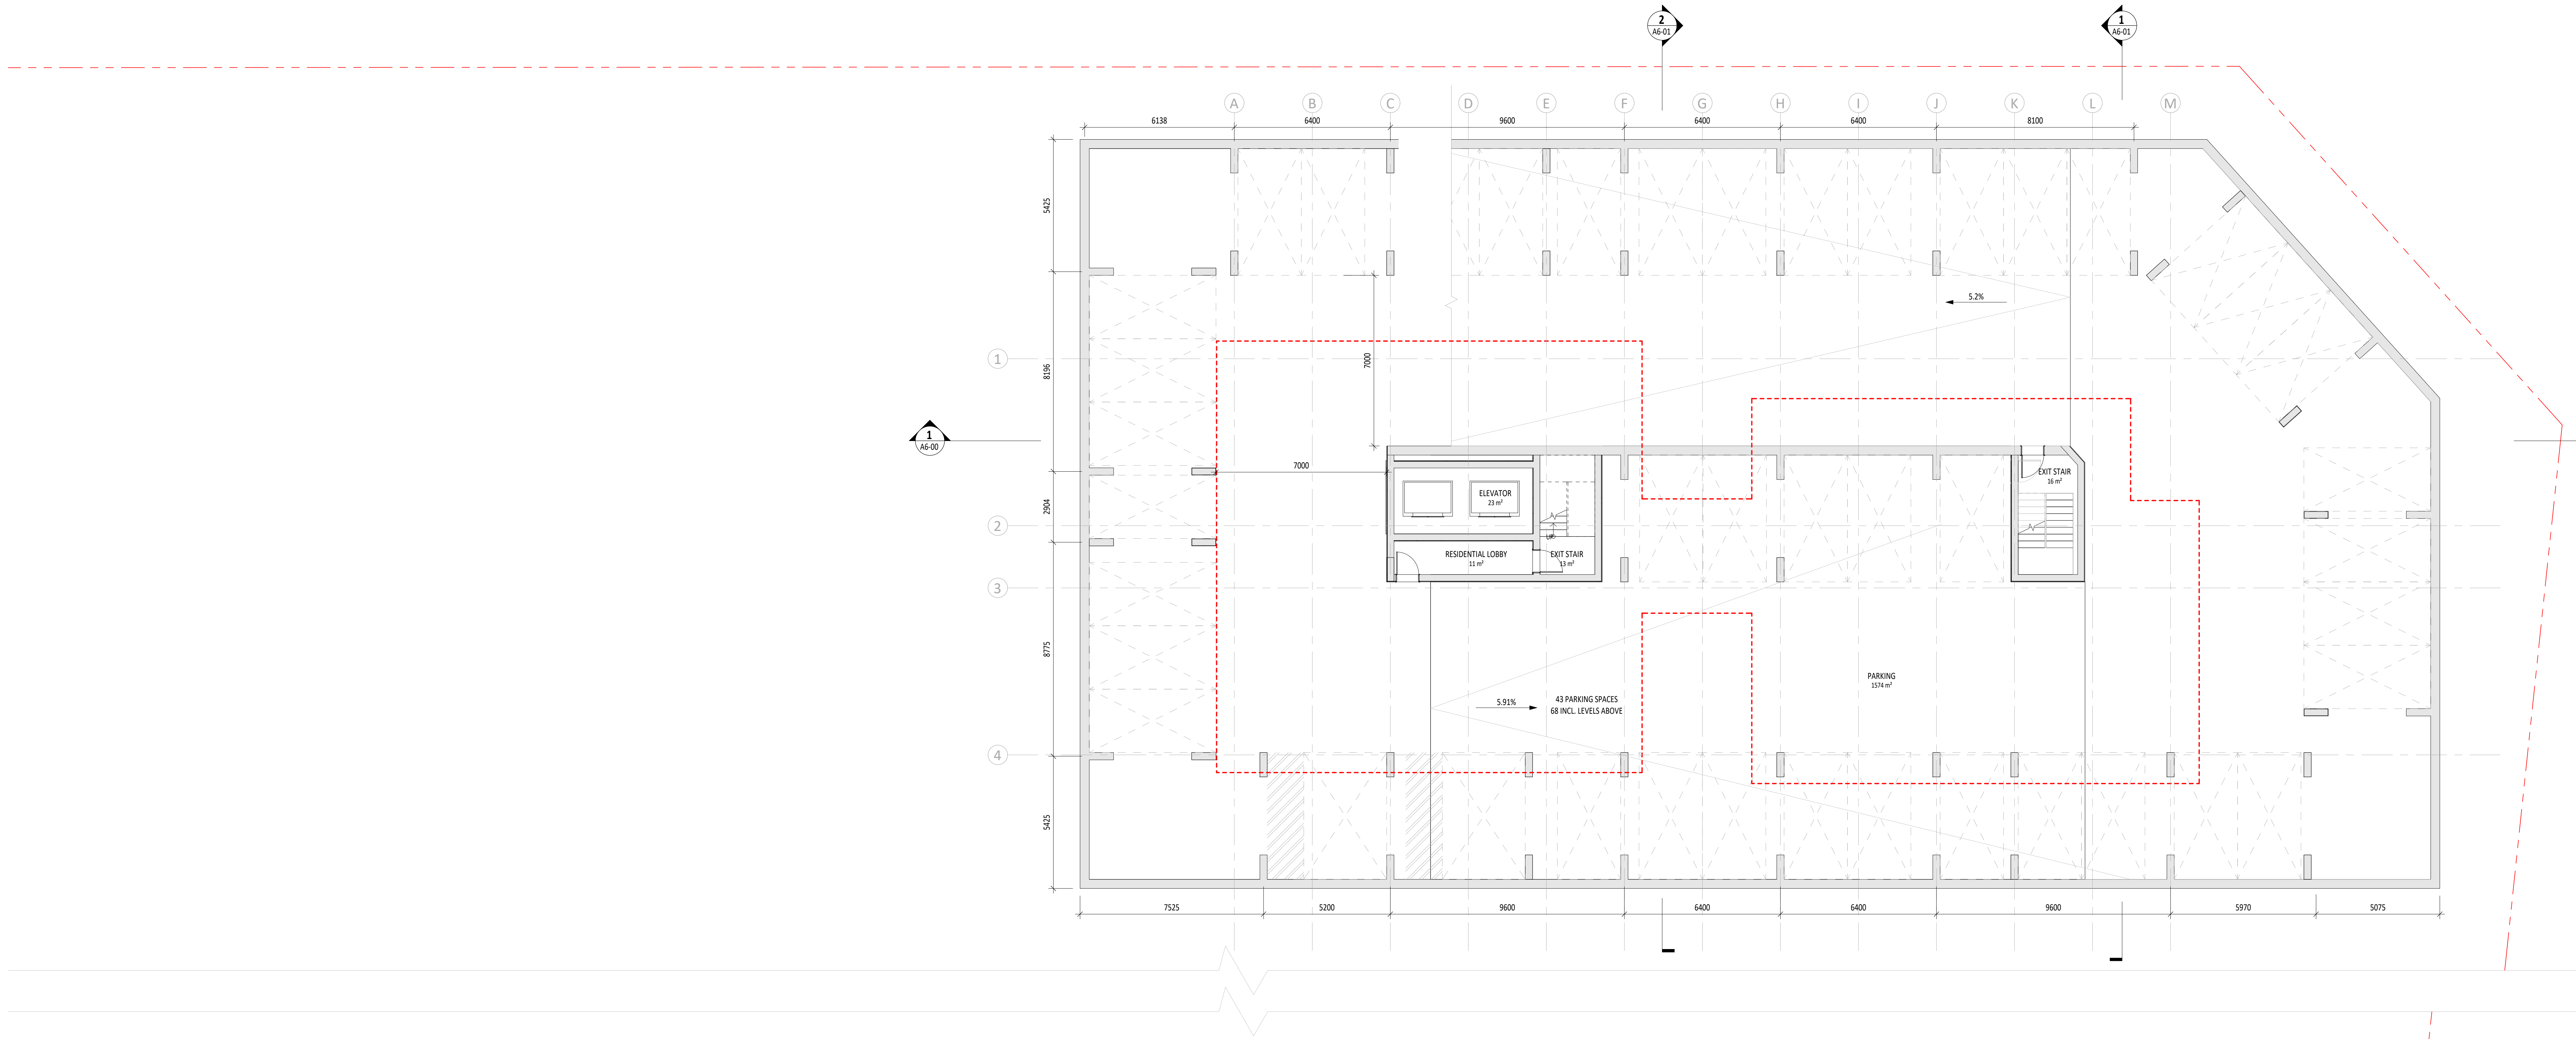 2
A6-01
1
A6-01
A
B
C
D
E
F
G
H
I
J
K
L
M
6138
6400
9600
6400
6400
8100
5425
8196
2904
8775
5425
1
2
3
4
1
A6-00
7000
7000
5.2%
ELEVATOR
23 m²
EXIT STAIR
16 m²
UP
RESIDENTIAL LOBBY
11 m²
EXIT STAIR
13 m²
PARKING
1574 m²
5.91%
43 PARKING SPACES
68 INCL. LEVELS ABOVE
7525
5200
9600
6400
6400
9600
5970
5075